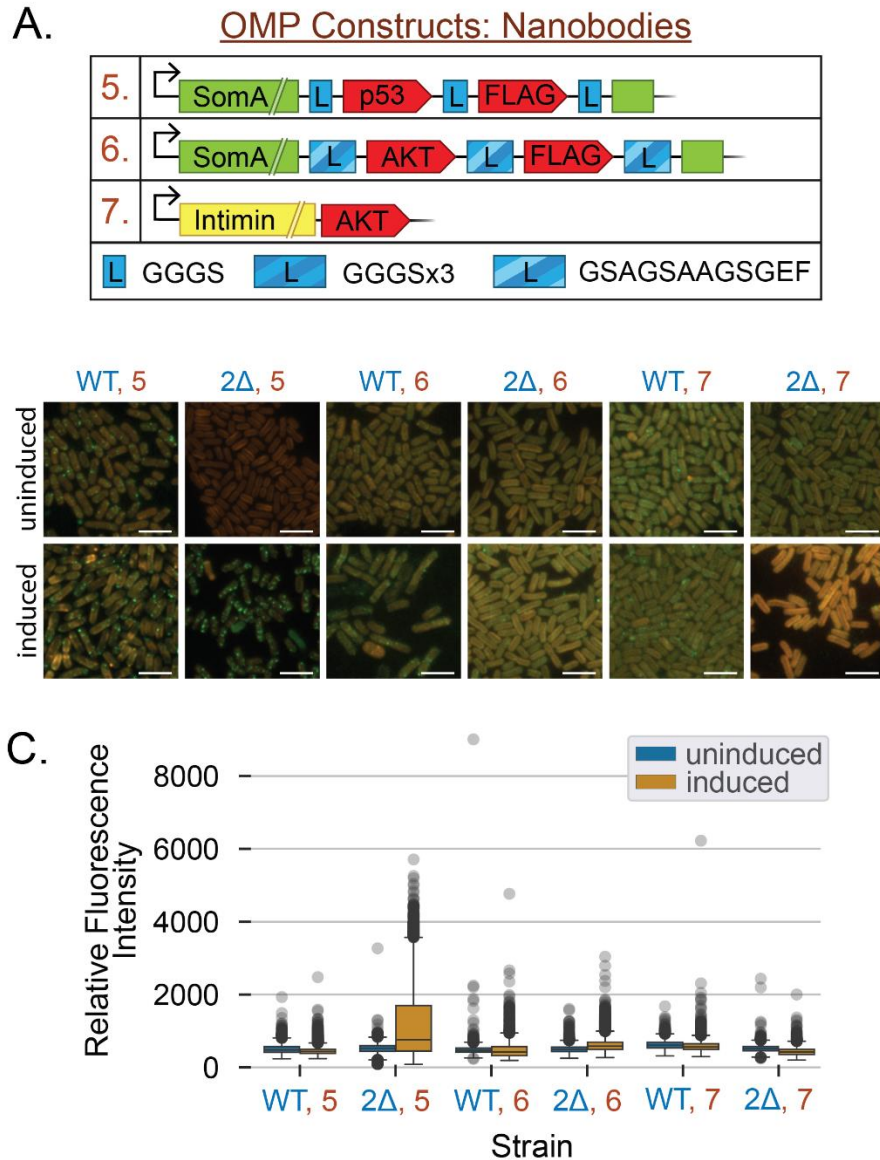 A. OMP Constructs: Nanobodies
5. SomA L p53 L FLAG L
6. SomA L AKT L FLAG L
7. Intimin AKT
L GGGS L GGGSx3 L GSAGSAAGSGEF
WT, 5 2Δ, 5 WT, 6 2Δ, 6 WT, 7 2Δ, 7
uninduced
induced
C.
uninduced
induced
Relative Fluorescence
Intensity
8000
6000
4000
2000
0
WT, 5 2Δ, 5 WT, 6 2Δ, 6 WT, 7 2Δ, 7
Strain